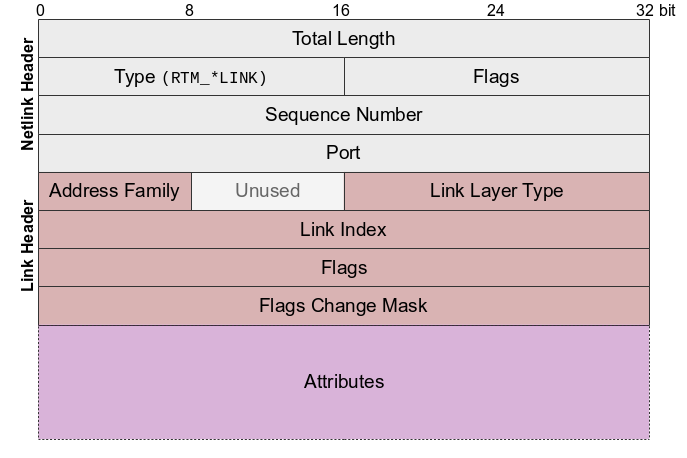 0 8 16 24 32 bit
Netlink Header
Total Length
Type (RTM_*LINK) Flags
Sequence Number
Port
Link Header
Address Family Unused Link Layer Type
Link Index
Flags
Flags Change Mask
Attributes